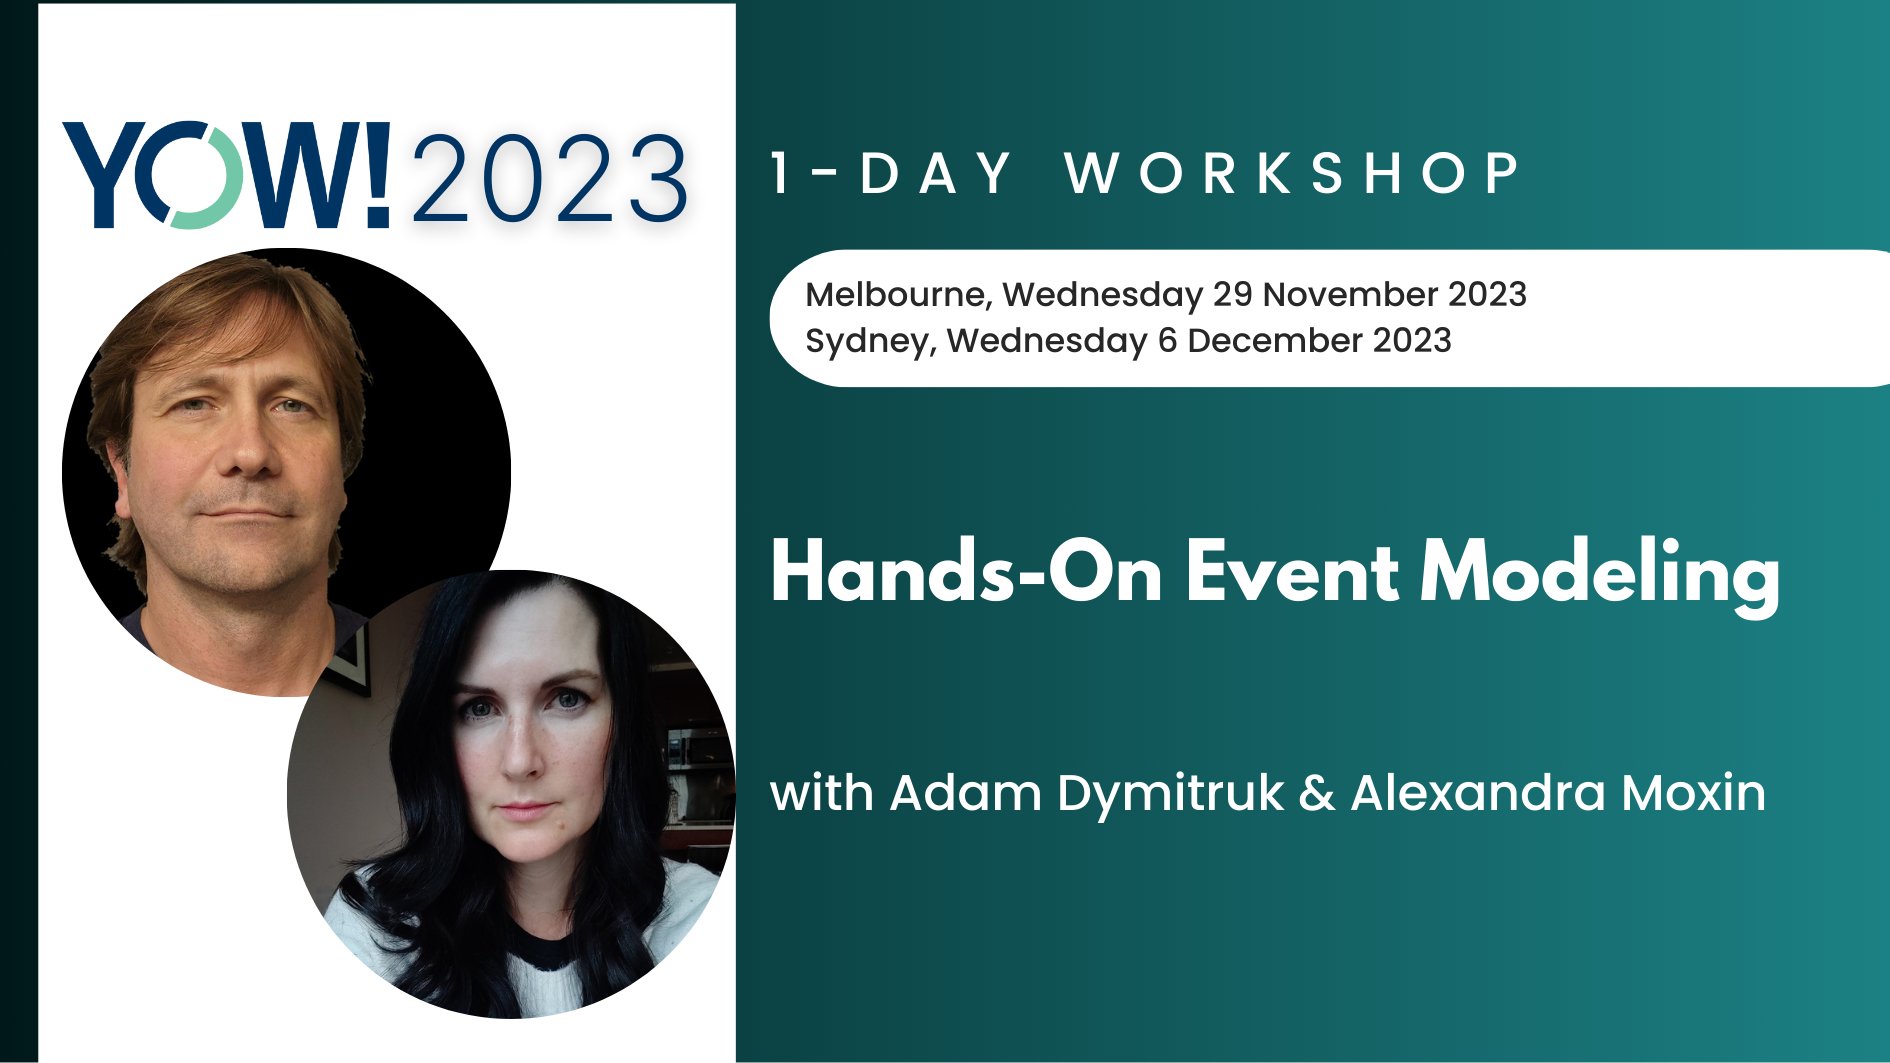 YOW! 2023
1-DAY WORKSHOP
Melbourne, Wednesday 29 November 2023
Sydney, Wednesday 6 December 2023
Hands-On Event Modeling
with Adam Dymitruk & Alexandra Moxin